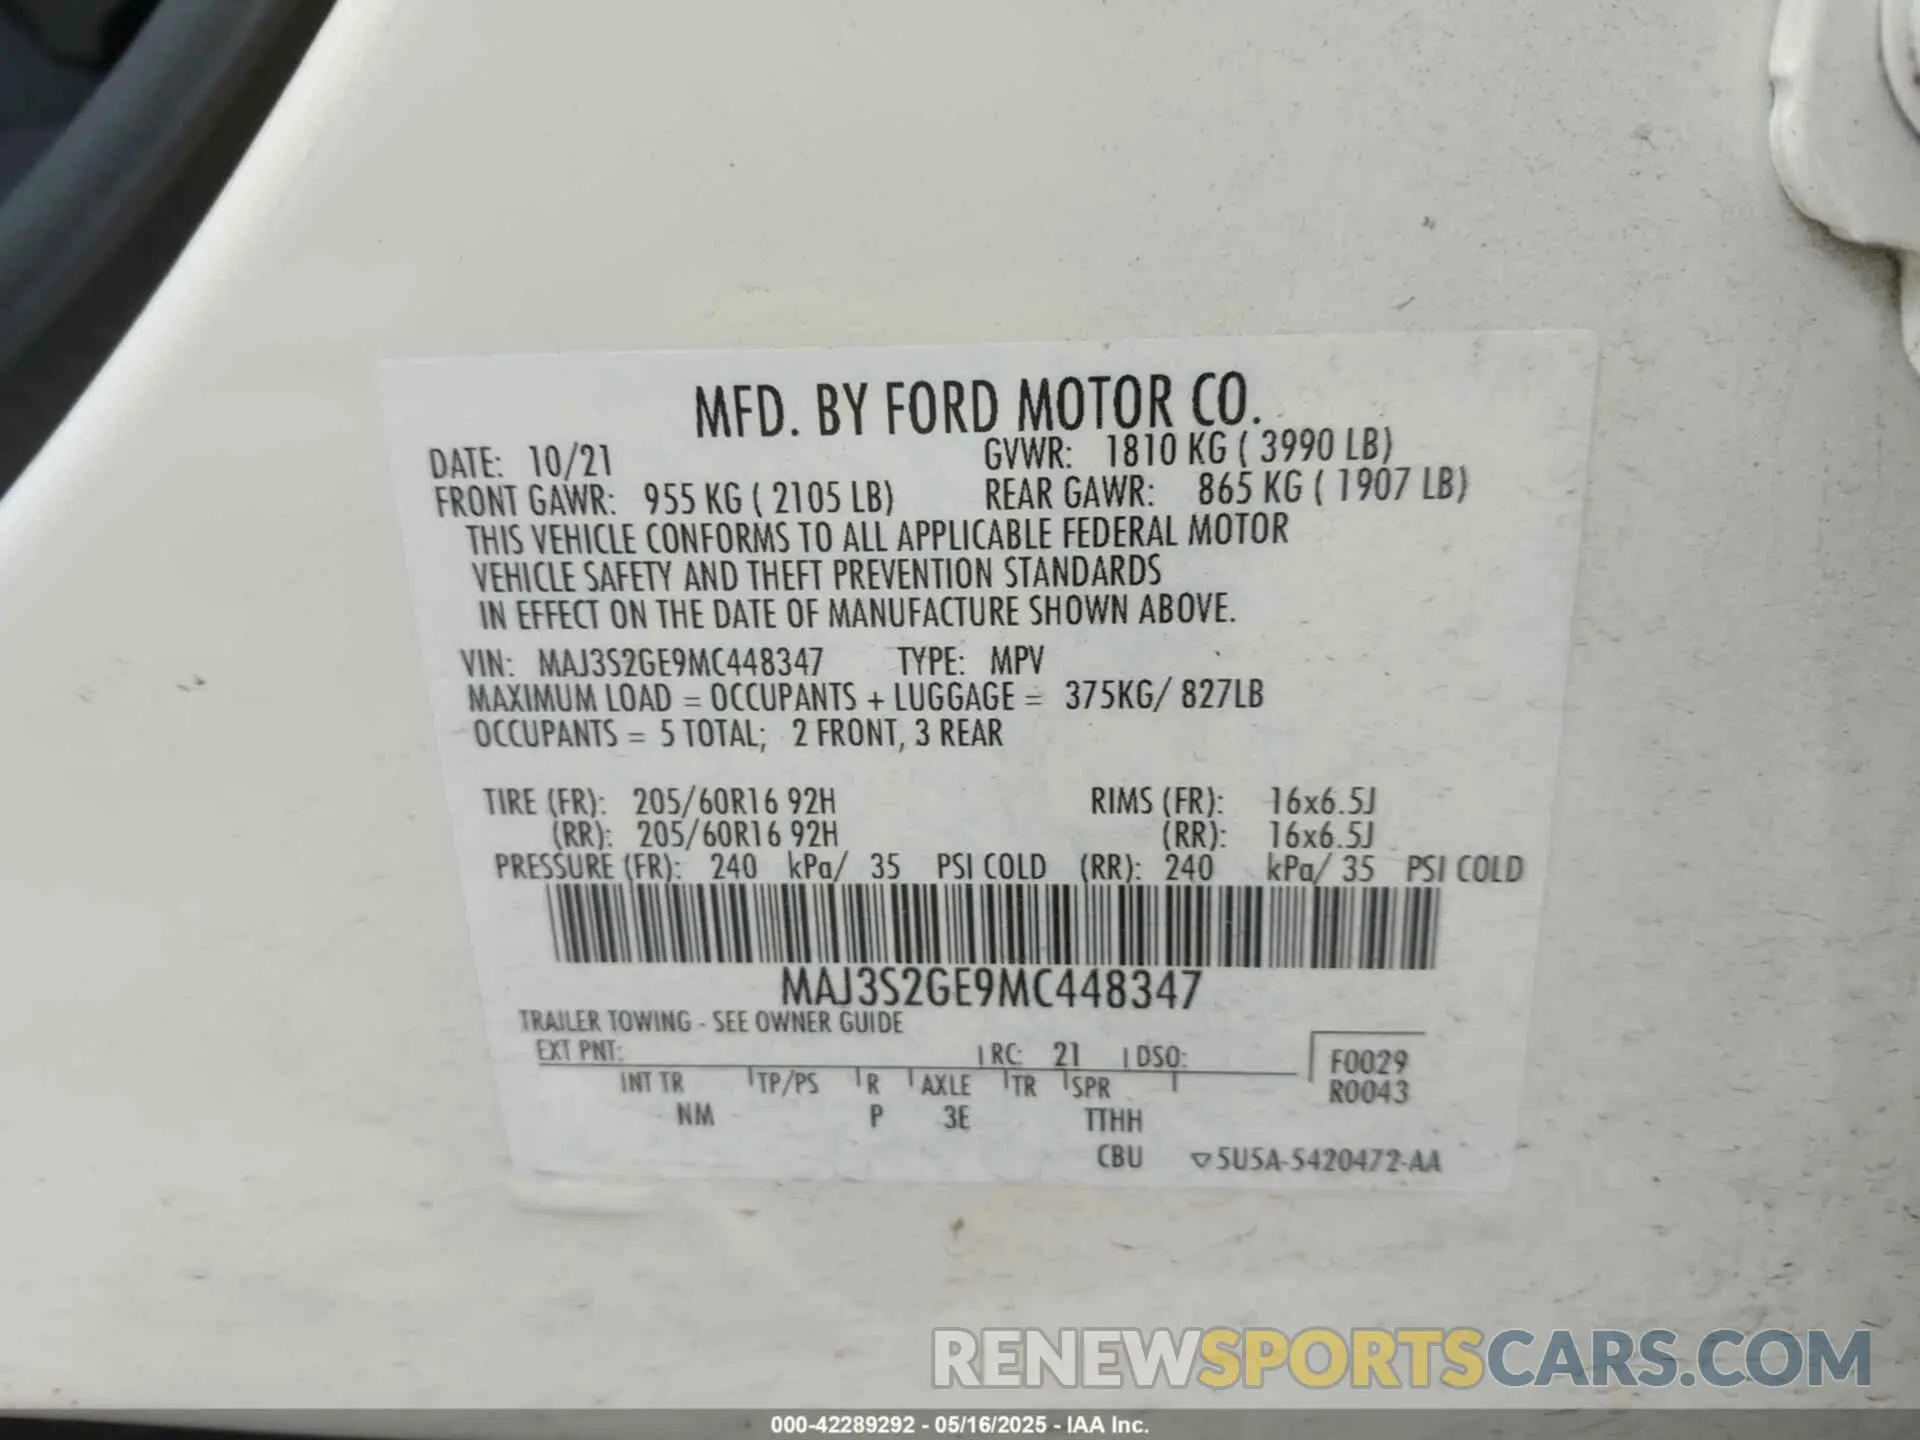 MFD. BY FORD MOTOR CO.
DATE: 10/21 GVWR: 1810 KG ( 3990 LB)
FRONT GAWR: 955 KG ( 2105 LB) REAR GAWR: 865 KG ( 1907 LB)
THIS VEHICLE CONFORMS TO ALL APPLICABLE FEDERAL MOTOR
VEHICLE SAFETY AND THEFT PREVENTION STANDARDS
IN EFFECT ON THE DATE OF MANUFACTURE SHOWN ABOVE.
VIN: MAJ3S2GE9MC448347 TYPE: MPV
MAXIMUM LOAD = OCCUPANTS + LUGGAGE = 375KG/ 827LB
OCCUPANTS = 5 TOTAL; 2 FRONT, 3 REAR
TIRE (FR): 205/60R16 92H RIMS (FR): 16x6.5J
(RR): 205/60R16 92H (RR): 16x6.5J
PRESSURE (FR): 240 kPa/ 35 PSI COLD (RR): 240 kPa/ 35 PSI COLD
MAJ3S2GE9MC448347
TRAILER TOWING - SEE OWNER GUIDE
EXT PNT: RC: 21 DSO: F0029
INT TR TP/PS R AXLE TR SPR R0043
NM P 3E TTHH
CBU ▽5U5A-5420472-AA
RENEWSPORTSCARS.COM
000-42289292 - 05/16/2025 - IAA Inc.